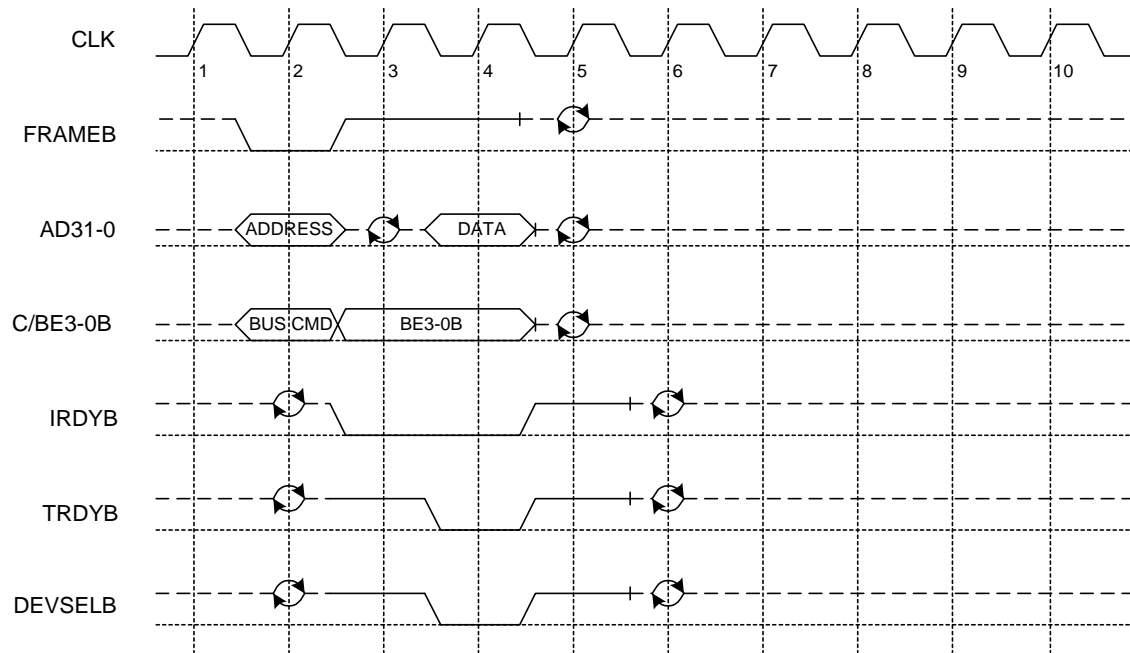 CLK
1 2 3 4 5 6 7 8 9 10
FRAMEB
AD31-0 ADDRESS DATA
C/BE3-0B BUS CMD BE3-0B
IRDYB
TRDYB
DEVSELB